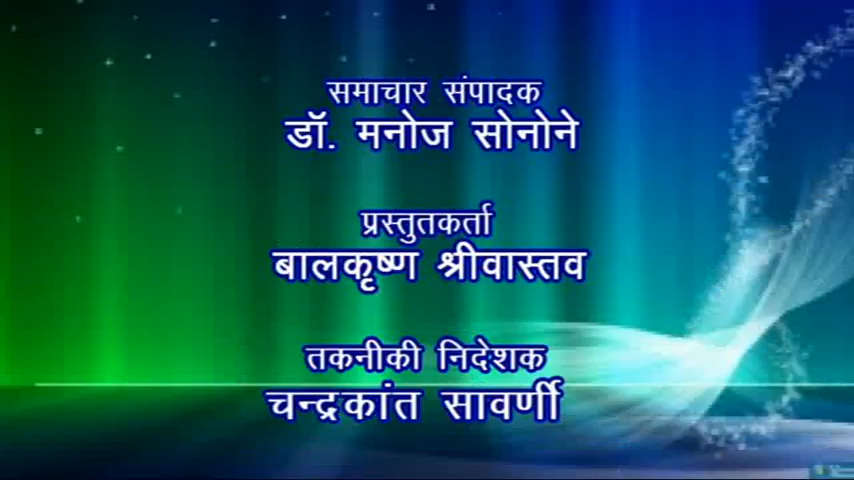 समाचार संपादक
डॉ. मनोज सोनोने
प्रस्तुतकर्ता
बालकृष्ण श्रीवास्तव
तकनीकी निदेशक
चन्द्रकांत सावर्णी